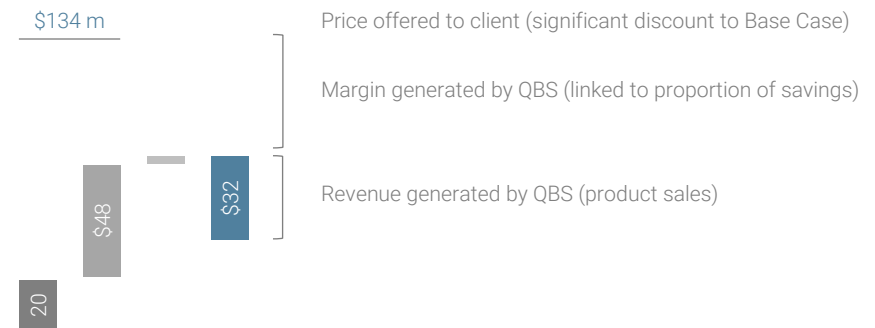 $134 m
Price offered to client (significant discount to Base Case)
Margin generated by QBS (linked to proportion of savings)
$32
Revenue generated by QBS (product sales)
$48
20